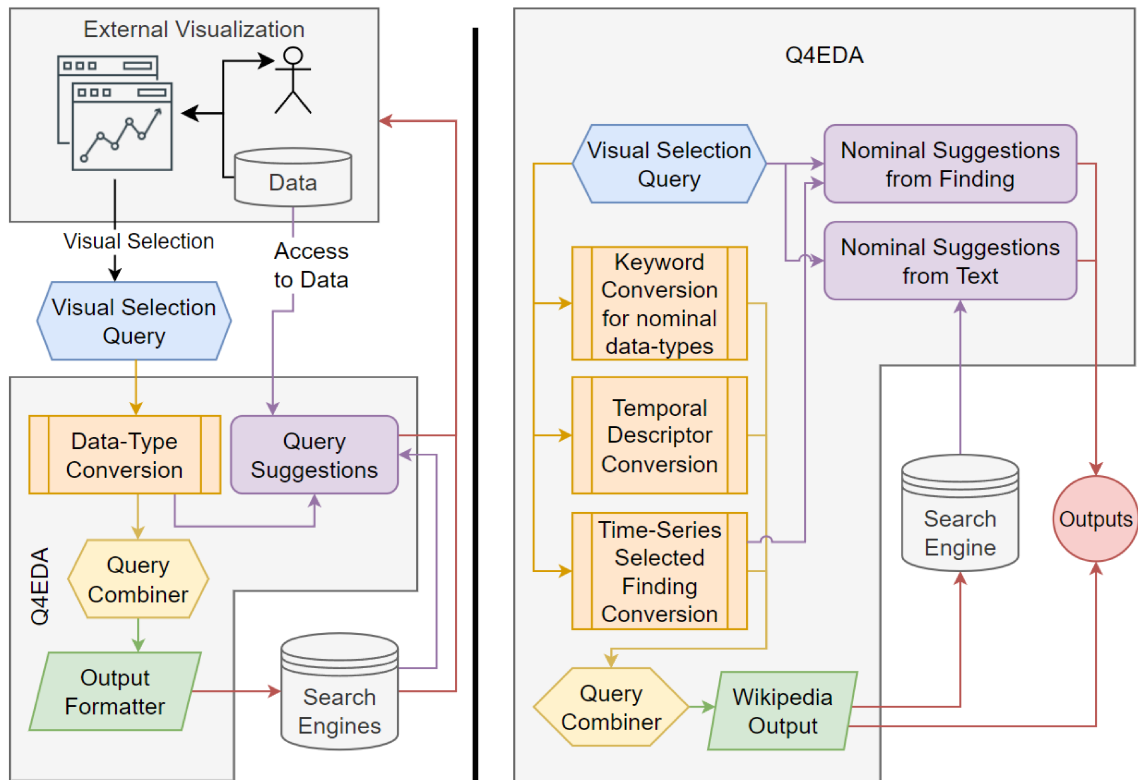 External Visualization
Data
Visual Selection
Access
to Data
Visual Selection
Query
Q4EDA
Data-Type
Conversion
Query
Suggestions
Query
Combiner
Output
Formatter
Search
Engines
Q4EDA
Visual Selection
Query
Nominal Suggestions
from Finding
Nominal Suggestions
from Text
Keyword
Conversion
for nominal
data-types
Temporal
Descriptor
Conversion
Time-Series
Selected
Finding
Conversion
Search
Engine
Outputs
Query
Combiner
Wikipedia
Output